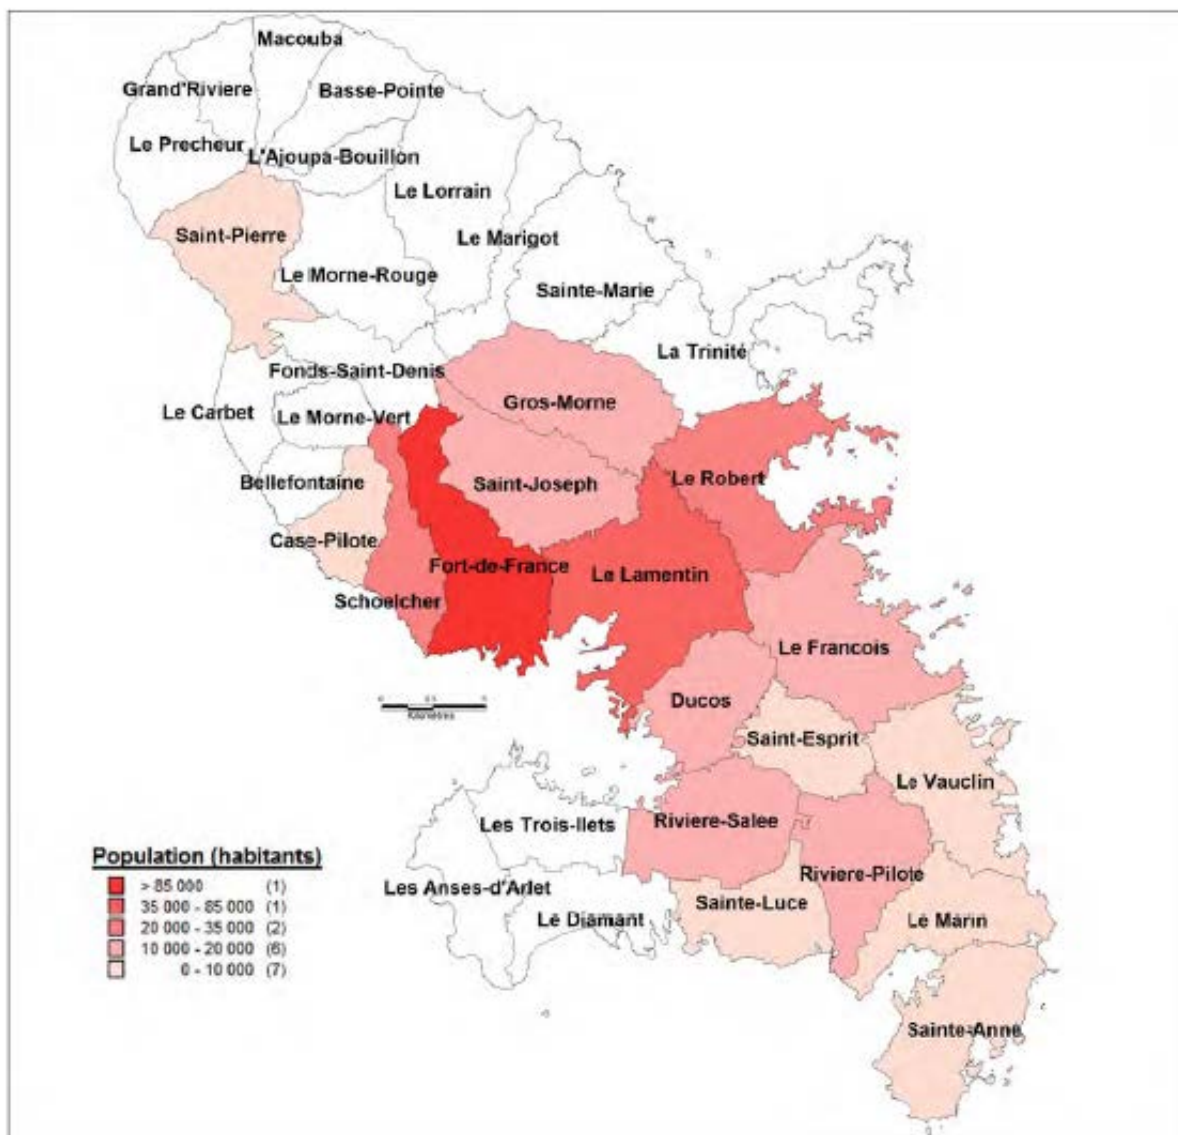 Macouba
Grand'Riviere
Basse-Pointe
Le Precheur
L'Ajoupa-Bouillon
Le Lorrain
Saint-Pierre
Le Marigot
Le Morne-Rouge
Sainte-Marie
La Trinité
Fonds-Saint-Denis
Gros-Morne
Le Carbet
Le Morne-Vert
Le Robert
Bellefontaine
Saint-Joseph
Case-Pilote
Fort-de-France
Le Lamentin
Schoelcher
Le Francois
Ducos
Kilomètres
Saint-Esprit
Le Vauclin
Les Trois-Ilets
Riviere-Salee
Population (habitants)
> 85 000 (1)
35 000 - 85 000 (1)
20 000 - 35 000 (2)
10 000 - 20 000 (6)
0 - 10 000 (7)
Riviere-Pilote
Les Anses-d'Arlet
Sainte-Luce
Le Diamant
Le Marin
Sainte-Anne